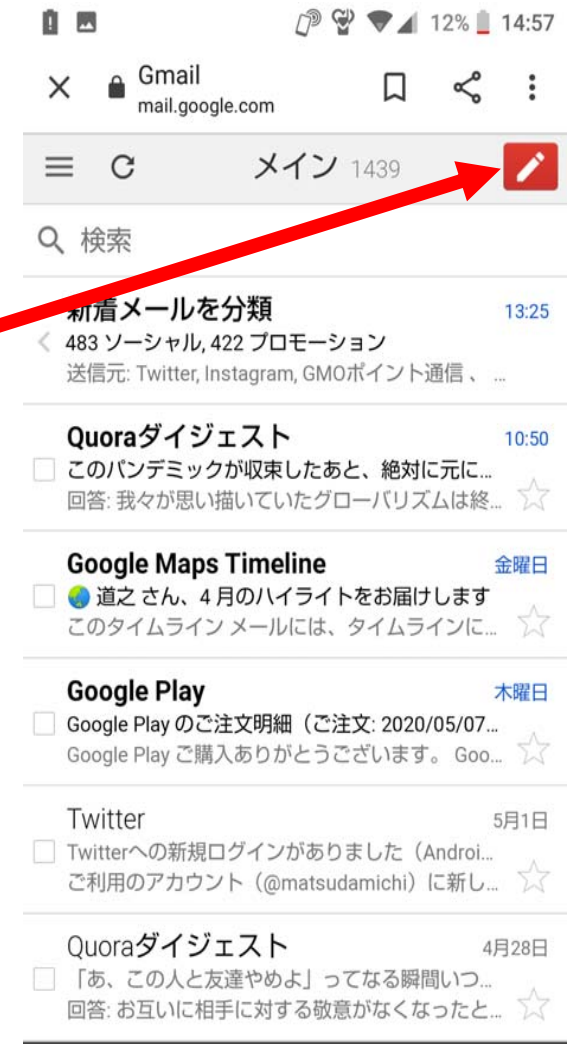 12% 14:57
Gmail
mail.google.com
メイン 1439
検索
新着メールを分類 13:25
483 ソーシャル, 422 プロモーション
送信元: Twitter, Instagram, GMOポイント通信 、 ...
Quoraダイジェスト 10:50
このパンデミックが収束したあと、絶対に元に...
回答: 我々が思い描いていたグローバリズムは終...
Google Maps Timeline 金曜日
🌏 道之 さん、4 月のハイライトをお届けします
このタイムライン メールには、タイムラインに...
Google Play 木曜日
Google Play のご注文明細（ご注文: 2020/05/07...
Google Play ご購入ありがとうございます。 Goo...
Twitter 5月1日
Twitterへの新規ログインがありました（Androi...
ご利用のアカウント（@matsudamichi）に新し...
Quoraダイジェスト 4月28日
「あ、この人と友達やめよ」ってなる瞬間いつ...
回答: お互いに相手に対する敬意がなくなったと...